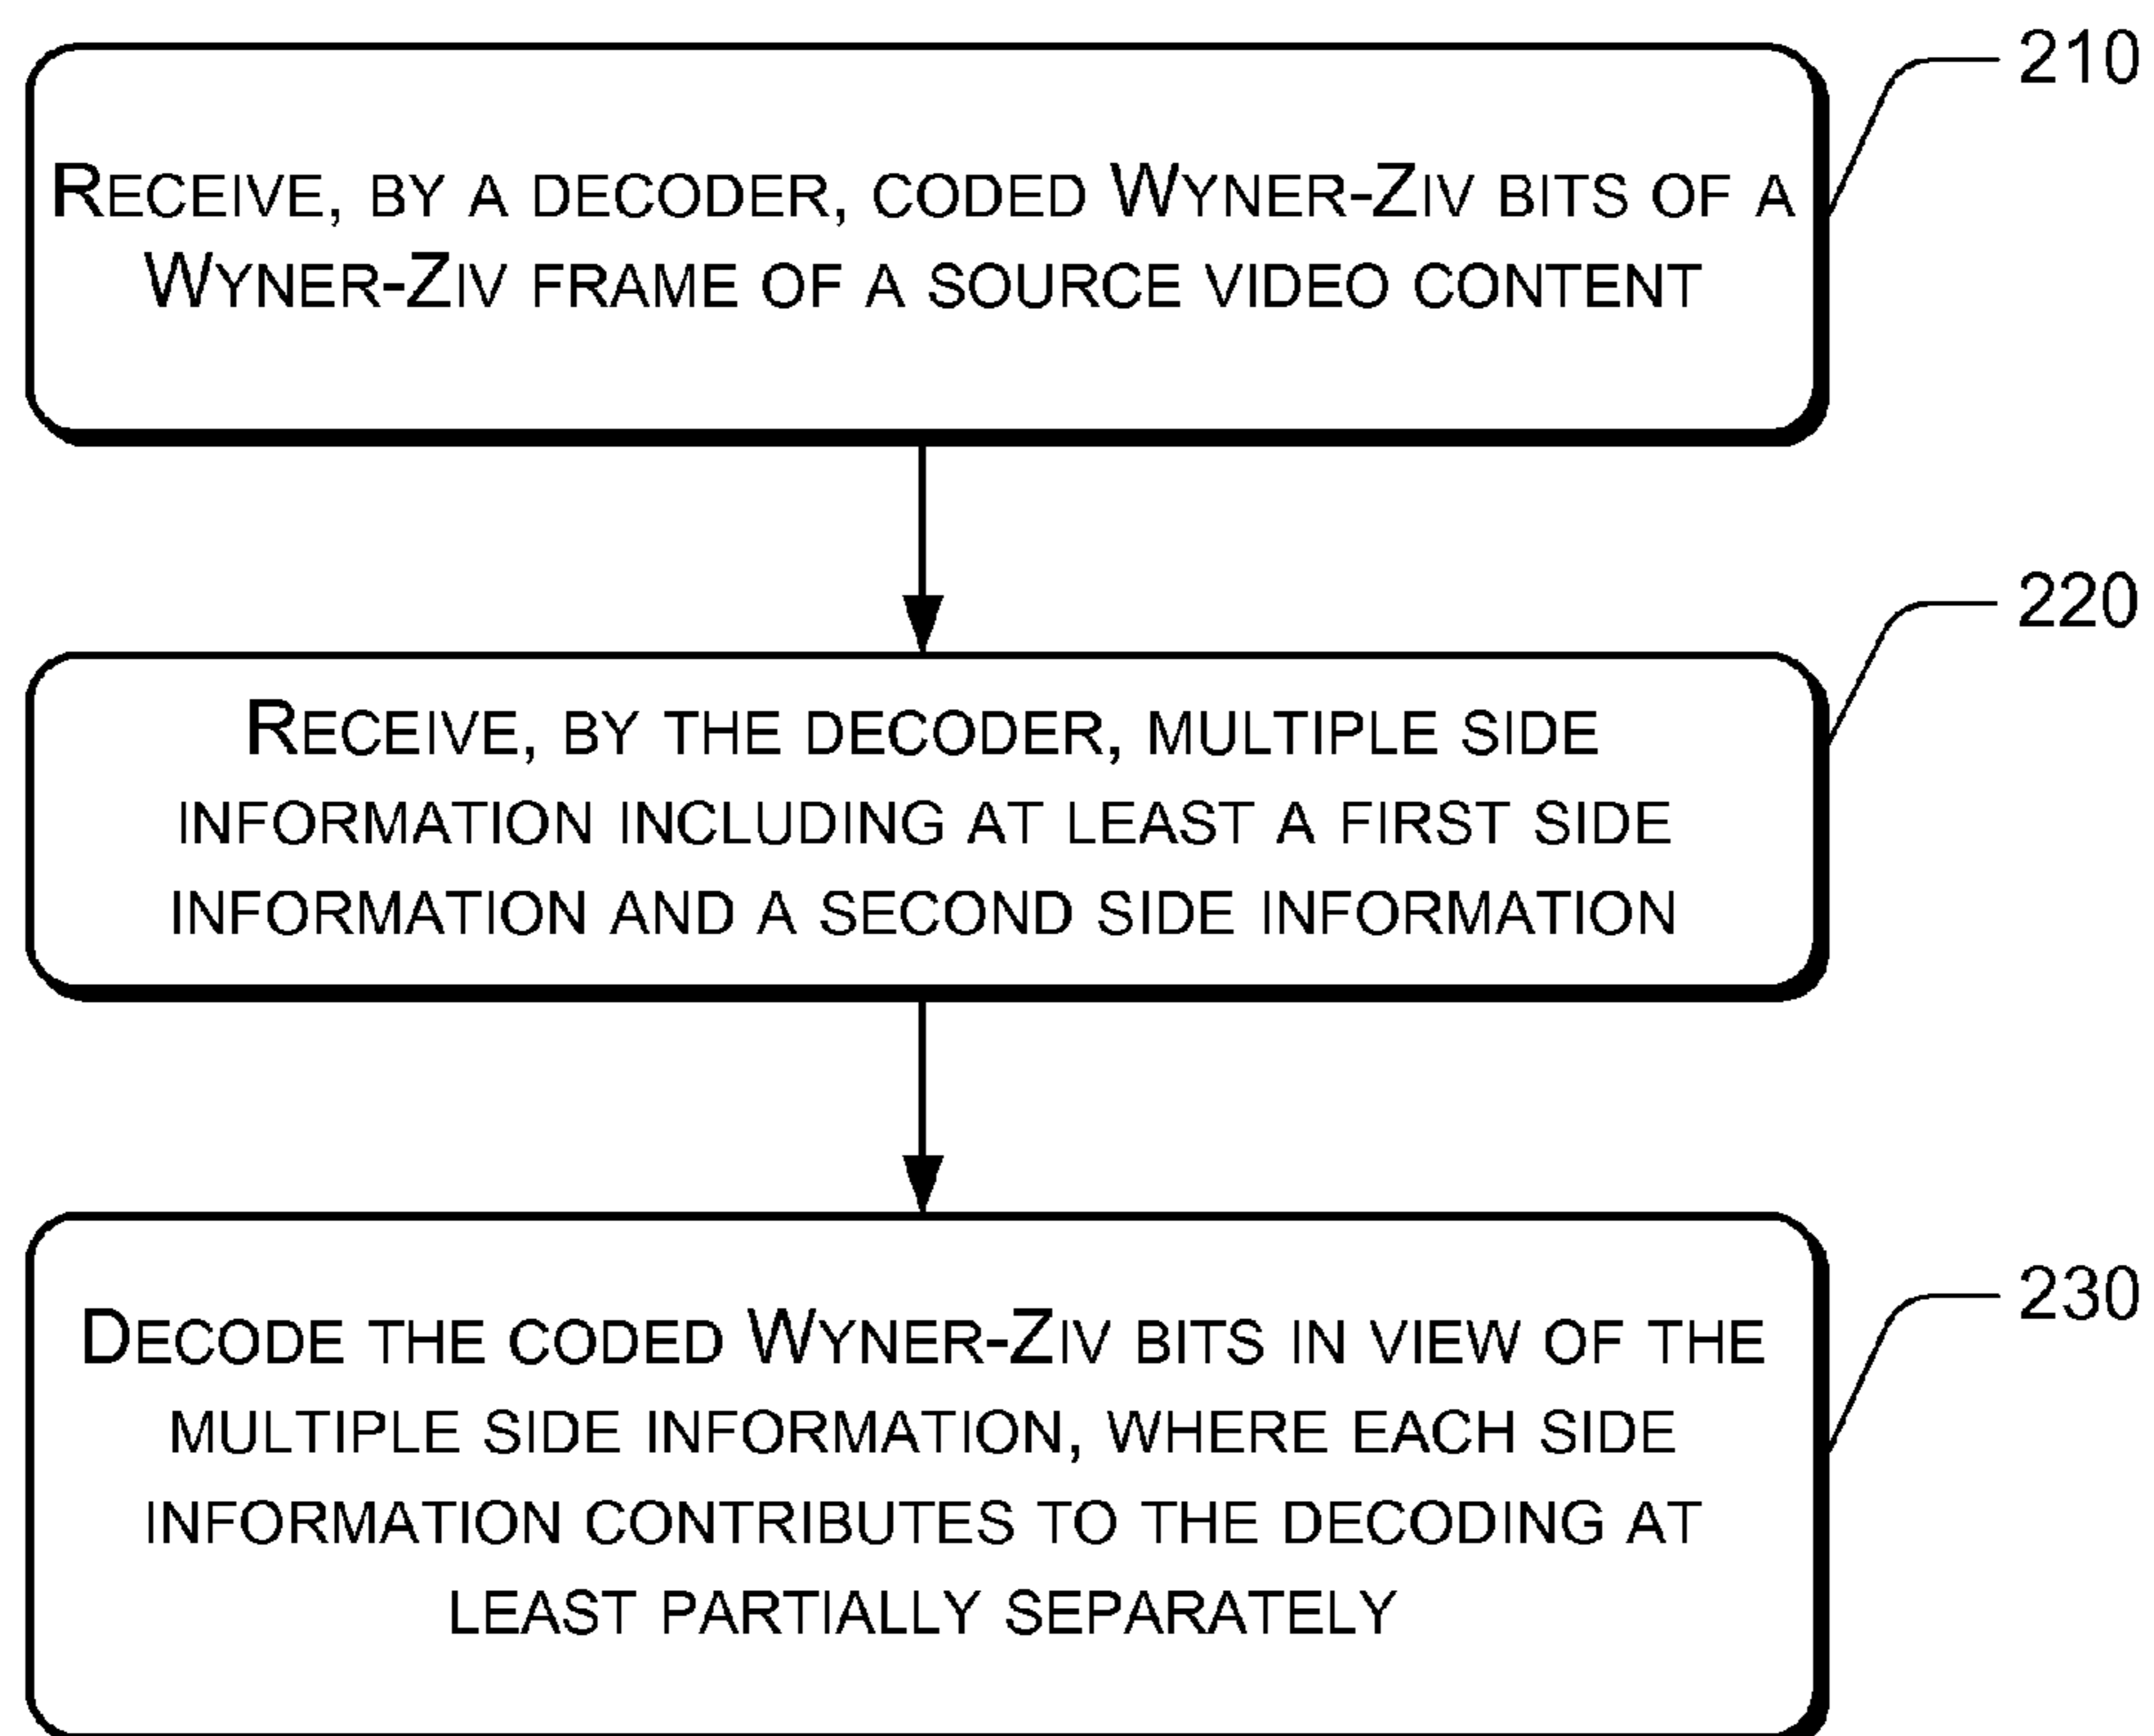 210
RECEIVE, BY A DECODER, CODED WYNER-ZIV BITS OF A
WYNER-ZIV FRAME OF A SOURCE VIDEO CONTENT
220
RECEIVE, BY THE DECODER, MULTIPLE SIDE
INFORMATION INCLUDING AT LEAST A FIRST SIDE
INFORMATION AND A SECOND SIDE INFORMATION
230
DECODE THE CODED WYNER-ZIV BITS IN VIEW OF THE
MULTIPLE SIDE INFORMATION, WHERE EACH SIDE
INFORMATION CONTRIBUTES TO THE DECODING AT
LEAST PARTIALLY SEPARATELY